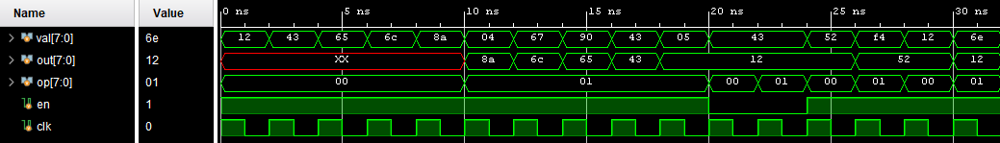 Name Value 0 ns 5 ns 10 ns 15 ns 20 ns 25 ns 30 ns
val[7:0] 6e 12 43 65 6c 8a 04 67 90 43 05 43 52 f4 12 6e
out[7:0] 12 XX 8a 6c 65 43 12 52 12
op[7:0] 01 00 01 00 01 00 01 00 01
en 1
clk 0